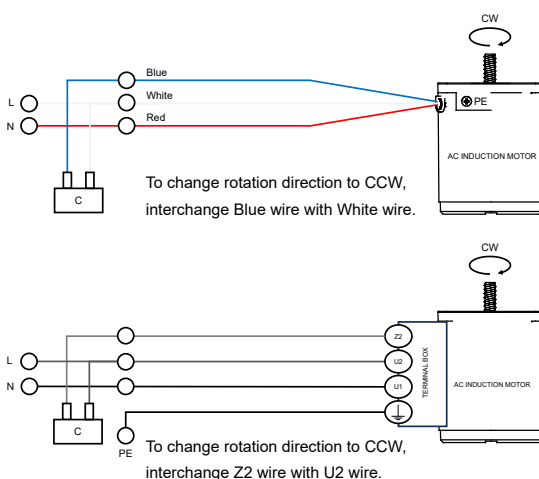 CW
Blue
L
White
PE
N
Red
AC INDUCTION MOTOR
C
To change rotation direction to CCW,
interchange Blue wire with White wire.
CW
Z2
L
U2
TERMINAL BOX
N
U1
AC INDUCTION MOTOR
C
PE
To change rotation direction to CCW,
interchange Z2 wire with U2 wire.